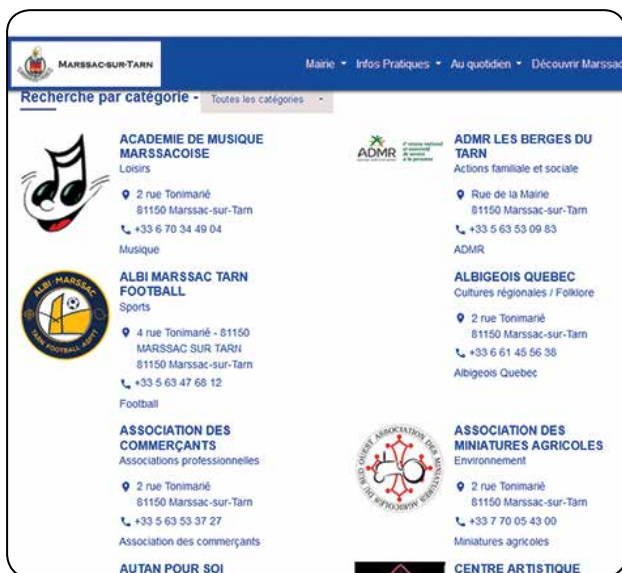 MARSSAC-SUR-TARN
Mairie Infos Pratiques Au quotidien Découvrir Marssac
Recherche par catégorie - Toutes les catégories
ACADEMIE DE MUSIQUE
MARSSACOISE
Loisirs
2 rue Tonimarié
81150 Marssac-sur-Tarn
+33 6 70 34 49 04
Musique
ADMR
ADMR LES BERGES DU
TARN
Actions familiale et sociale
Rue de la Mairie
81150 Marssac-sur-Tarn
+33 5 63 53 09 83
ADMR
ALBI-MARSSAC
TARN FOOTBALL ASPTT
ALBI MARSSAC TARN
FOOTBALL
Sports
4 rue Tonimarié - 81150
MARSSAC SUR TARN
81150 Marssac-sur-Tarn
+33 5 63 47 68 12
Football
ALBIGEOIS QUEBEC
Cultures régionales / Folklore
2 rue Tonimarié
81150 Marssac-sur-Tarn
+33 6 61 45 56 38
Albigeois Quebec
ASSOCIATION DES
COMMERÇANTS
Associations professionnelles
2 rue Tonimarié
81150 Marssac-sur-Tarn
+33 5 63 53 37 27
Association des commerçants
ASSOCIATION DES MINIATURES AGRICOLES DU SUD OUEST
ASSOCIATION DES
MINIATURES AGRICOLES
Environnement
2 rue Tonimarié
81150 Marssac-sur-Tarn
+33 7 70 05 43 00
Miniatures agricoles
AUTAN POUR SOI
CENTRE ARTISTIQUE